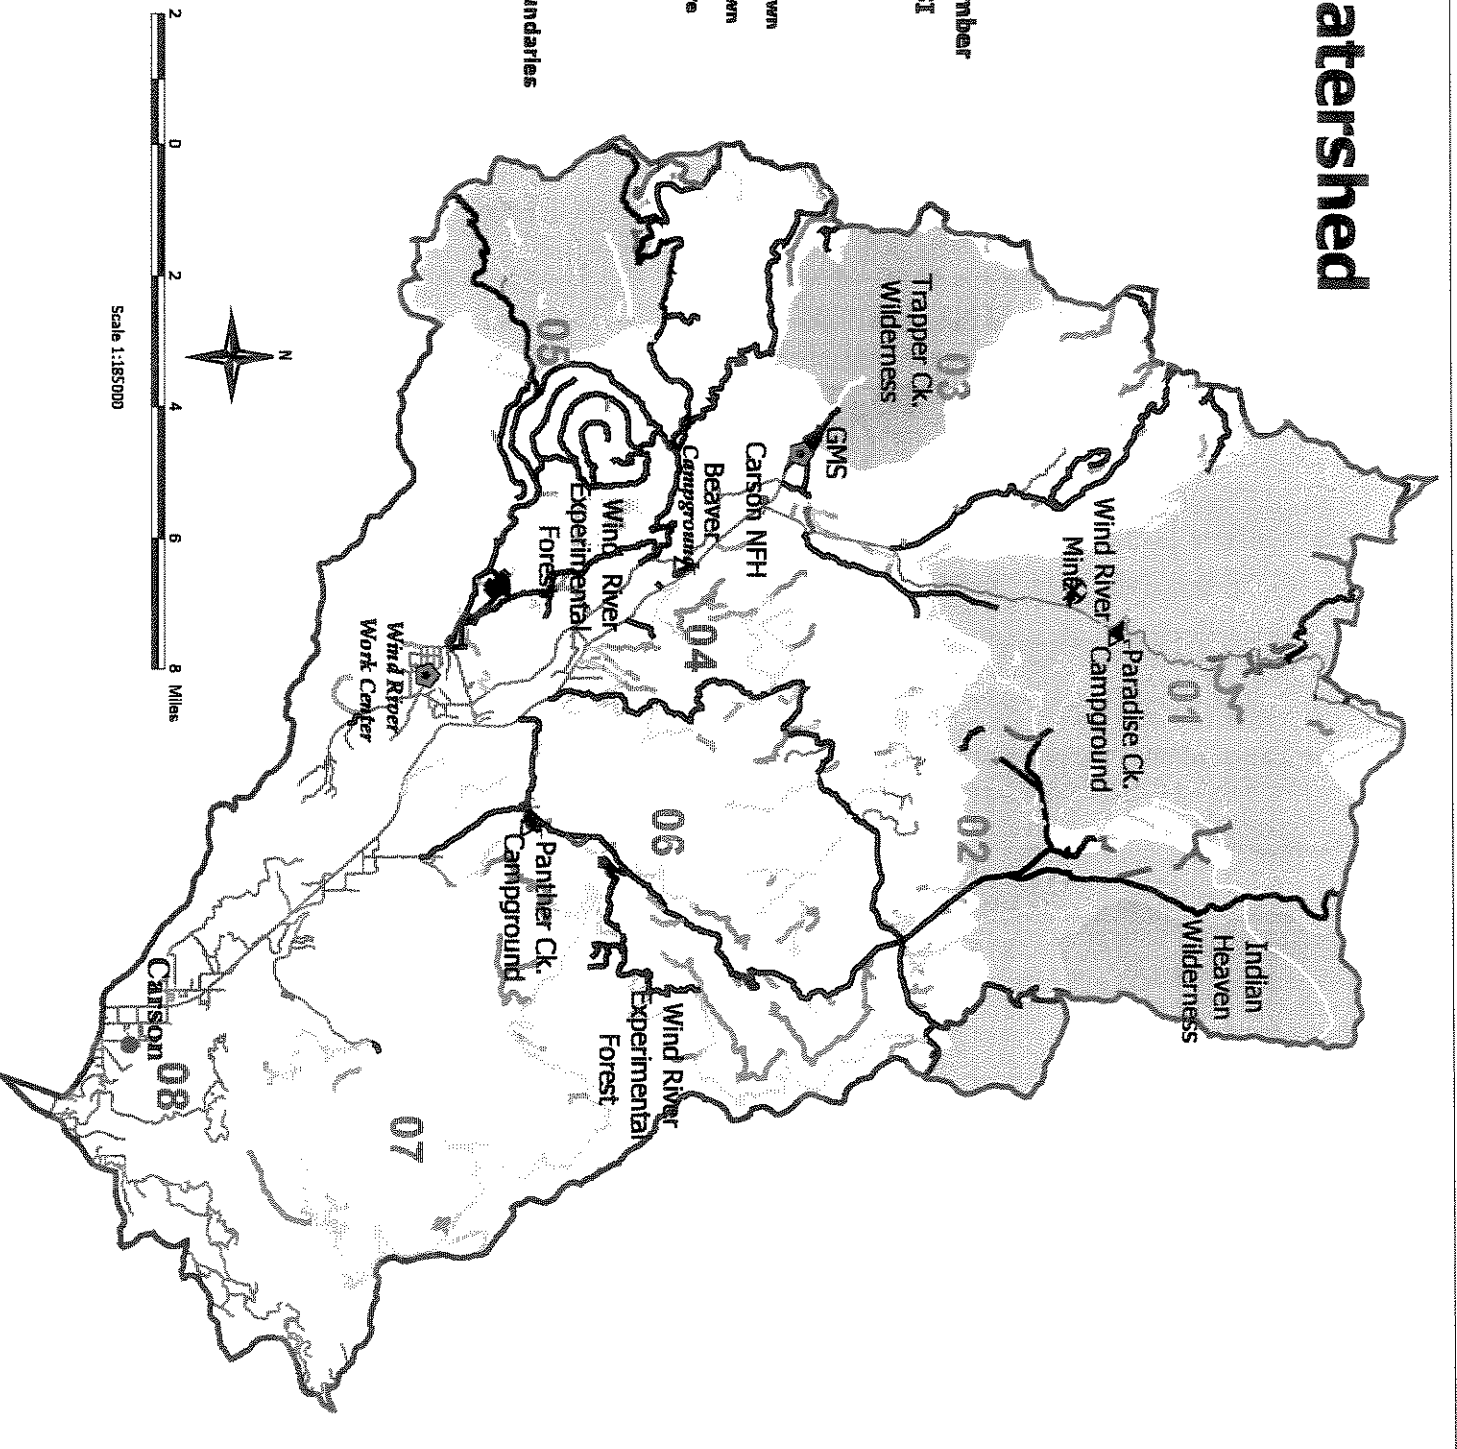 atershed
mber
CI
wn
wn
e
undaries
Trapper Ck.
Wilderness
03
GMS
Carson NFH
Beaver
Campground
05
Wind River
Experimental
Forest
Wind River
Mine
Paradise Ck.
Campground
01
02
04
06
Indian
Heaven
Wilderness
Wind River
Work Center
Panther Ck.
Campground
Wind River
Experimental
Forest
Carson
08
07
N
2 0 2 4 6 8 Miles
Scale 1:185000